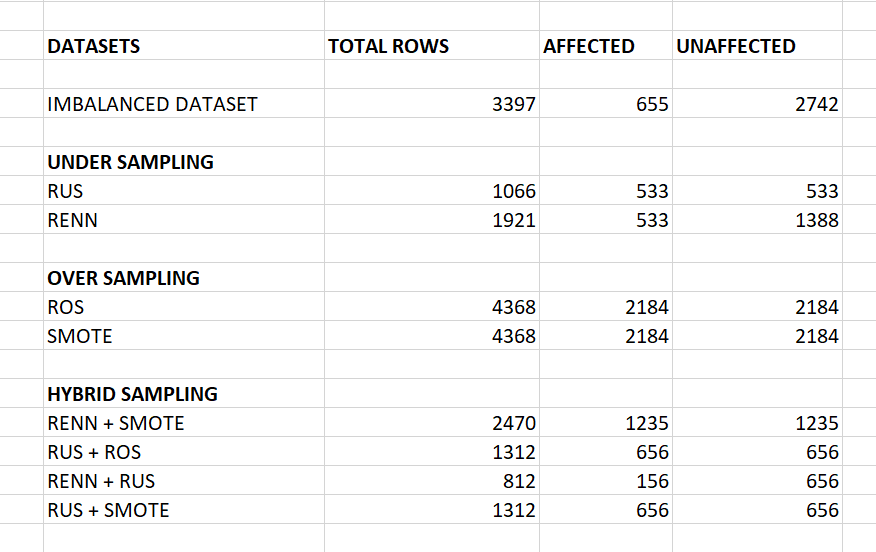 DATASETS TOTAL ROWS AFFECTED UNAFFECTED
IMBALANCED DATASET 3397 655 2742
UNDER SAMPLING
RUS 1066 533 533
RENN 1921 533 1388
OVER SAMPLING
ROS 4368 2184 2184
SMOTE 4368 2184 2184
HYBRID SAMPLING
RENN + SMOTE 2470 1235 1235
RUS + ROS 1312 656 656
RENN + RUS 812 156 656
RUS + SMOTE 1312 656 656